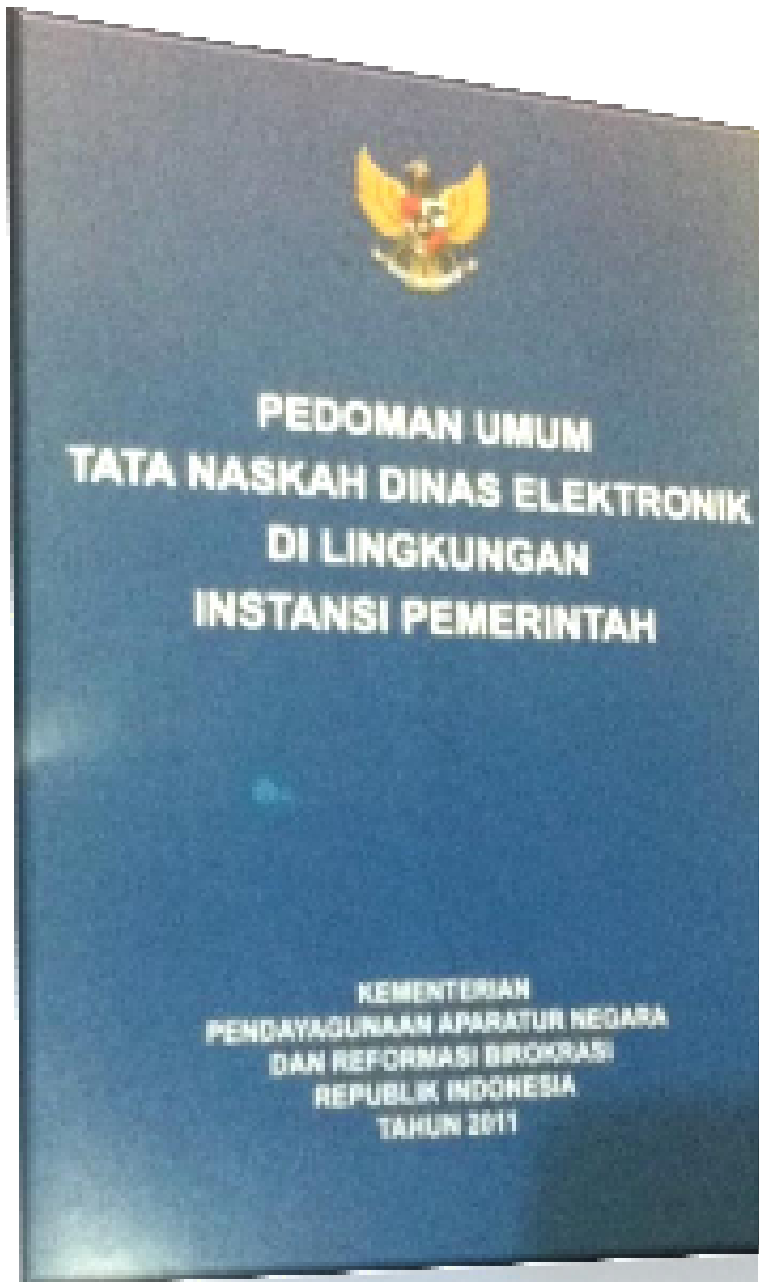 PEDOMAN UMUM
TATA NASKAH DINAS ELEKTRONIK
DI LINGKUNGAN
INSTANSI PEMERINTAH
KEMENTERIAN
PENDAYAGUNAAN APARATUR NEGARA
DAN REFORMASI BIROKRASI
REPUBLIK INDONESIA
TAHUN 2011